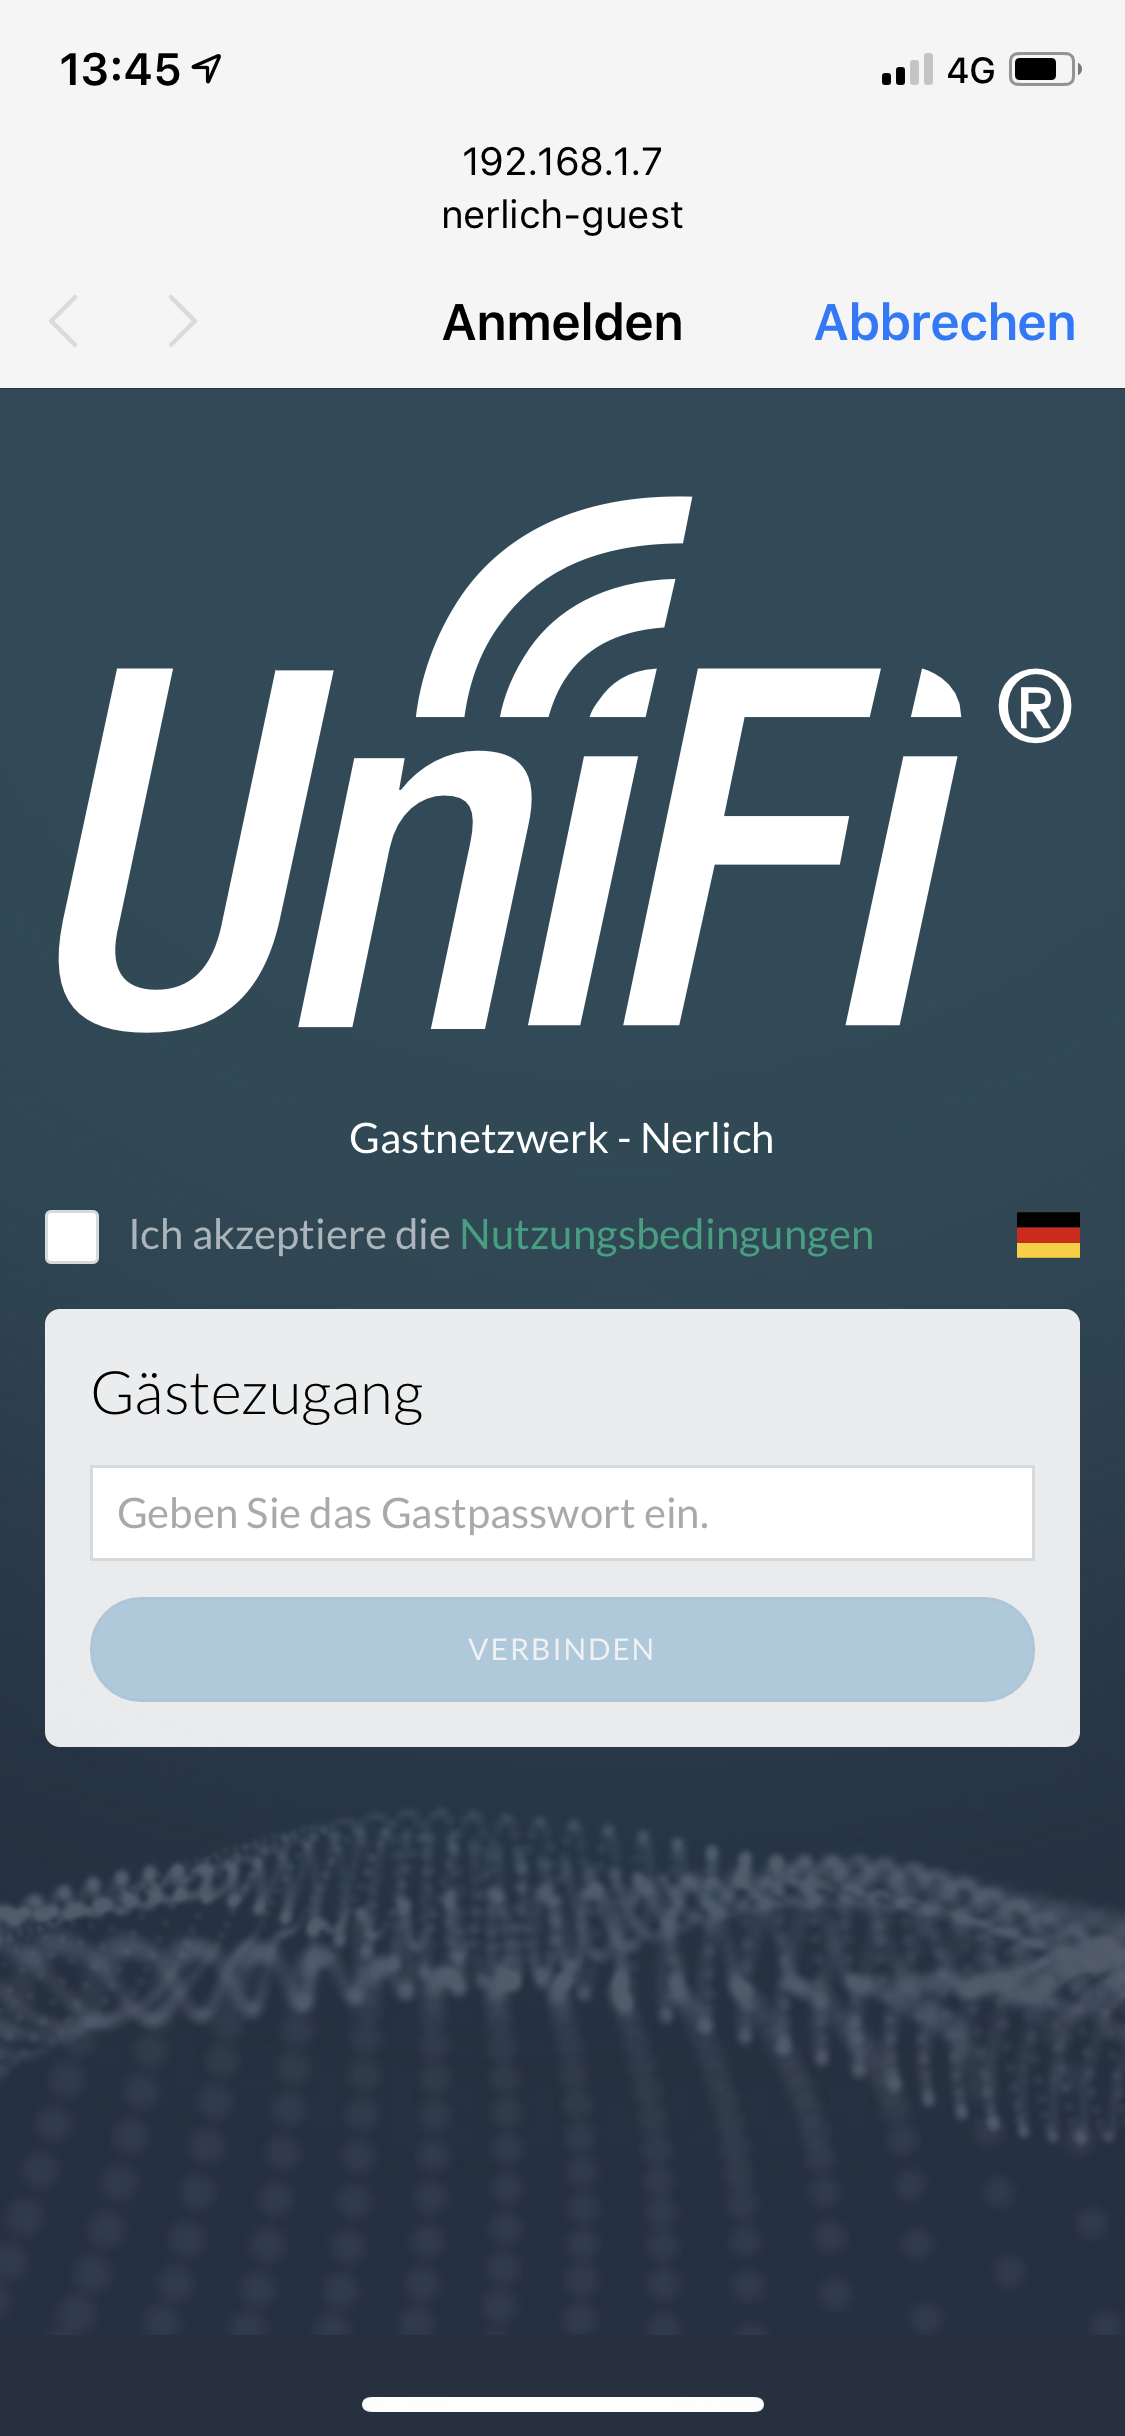 13:45
4G
192.168.1.7
nerlich-guest
Anmelden
Abbrechen
UniFi®
Gastnetzwerk - Nerlich
Ich akzeptiere die Nutzungsbedingungen
Gästezugang
Geben Sie das Gastpasswort ein.
VERBINDEN